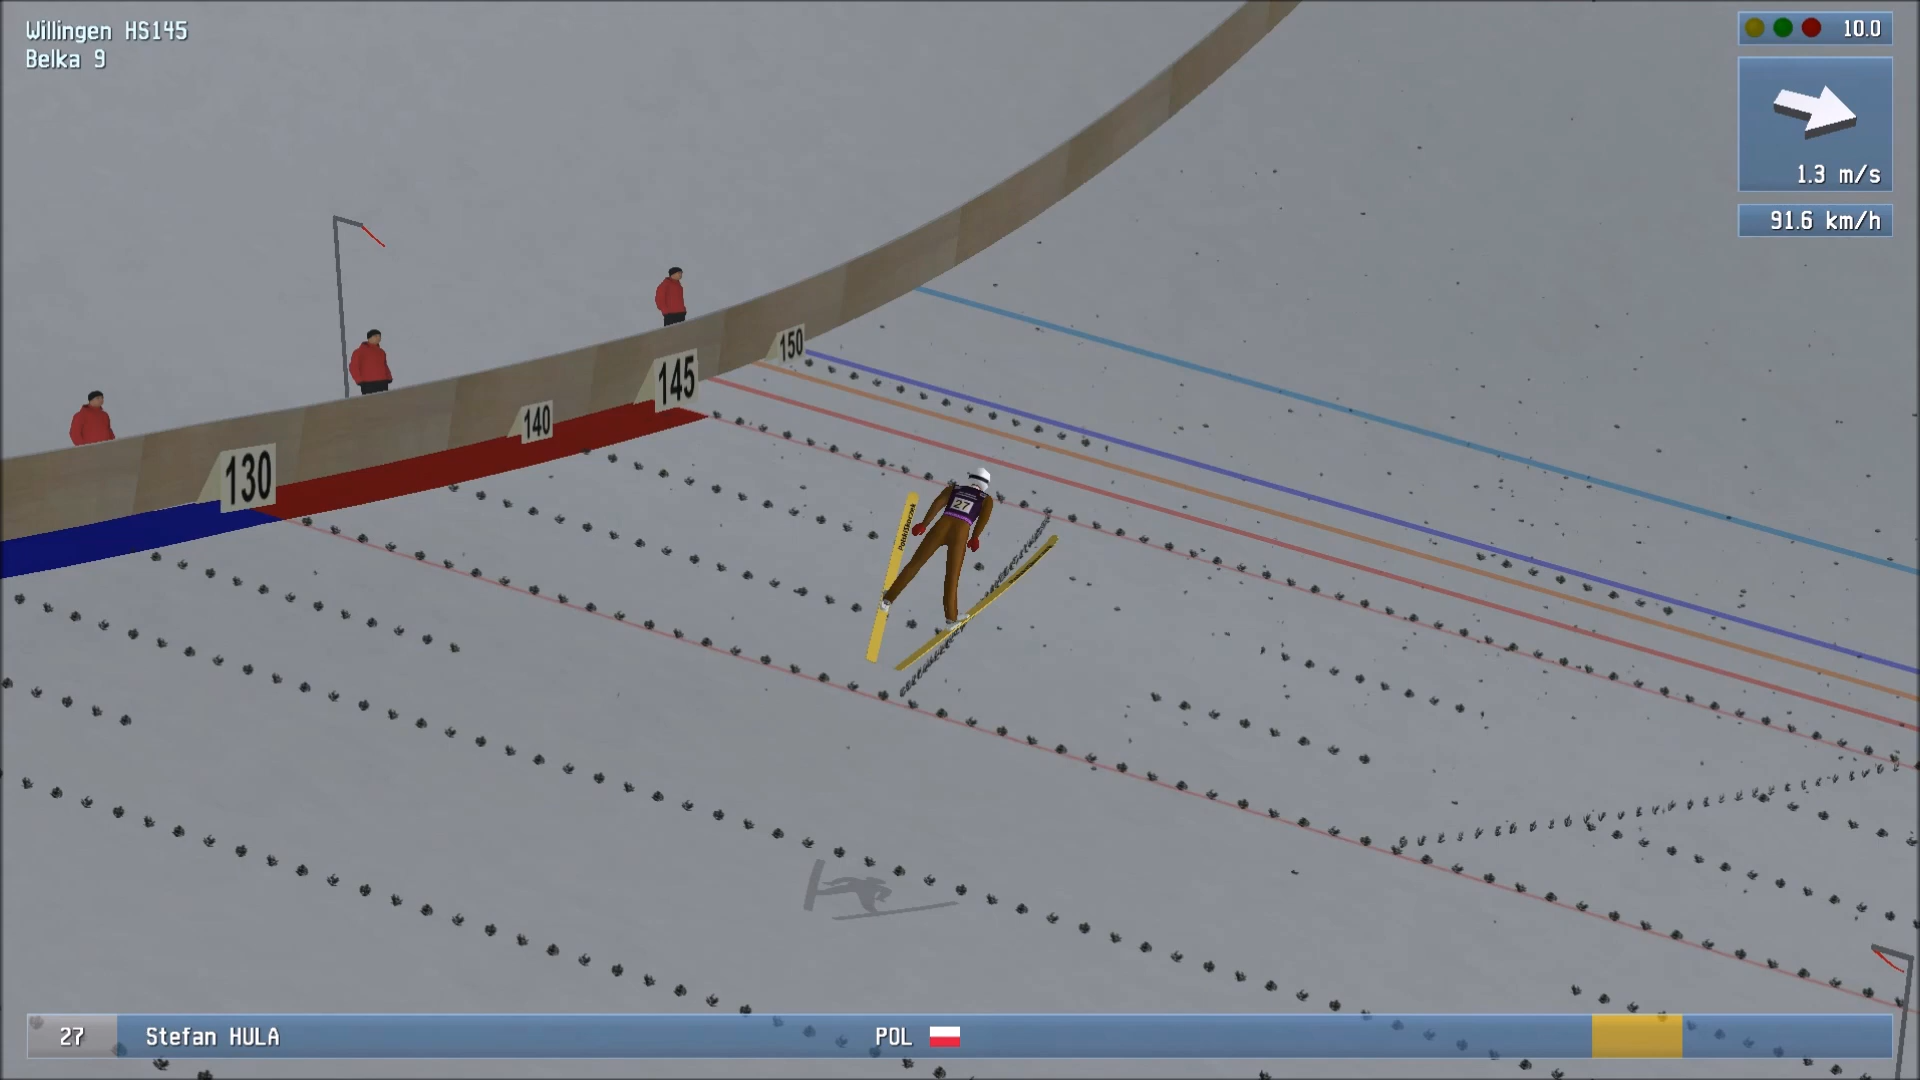 Willingen HS145
Belka 9
10.0
1.3 m/s
91.6 km/h
150
145
140
130
27
27 Stefan HULA POL